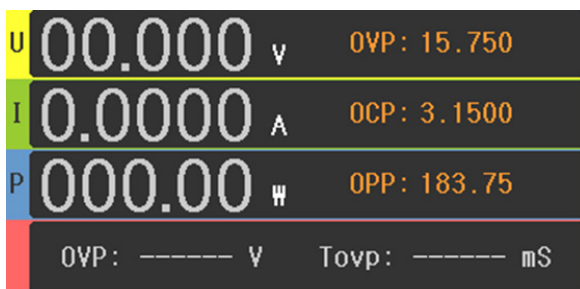 U 00.000 V OVP: 15.750
I 0.0000 A OCP: 3.1500
P 000.00 W OPP: 183.75
OVP: ------ V Tovp: ------ mS